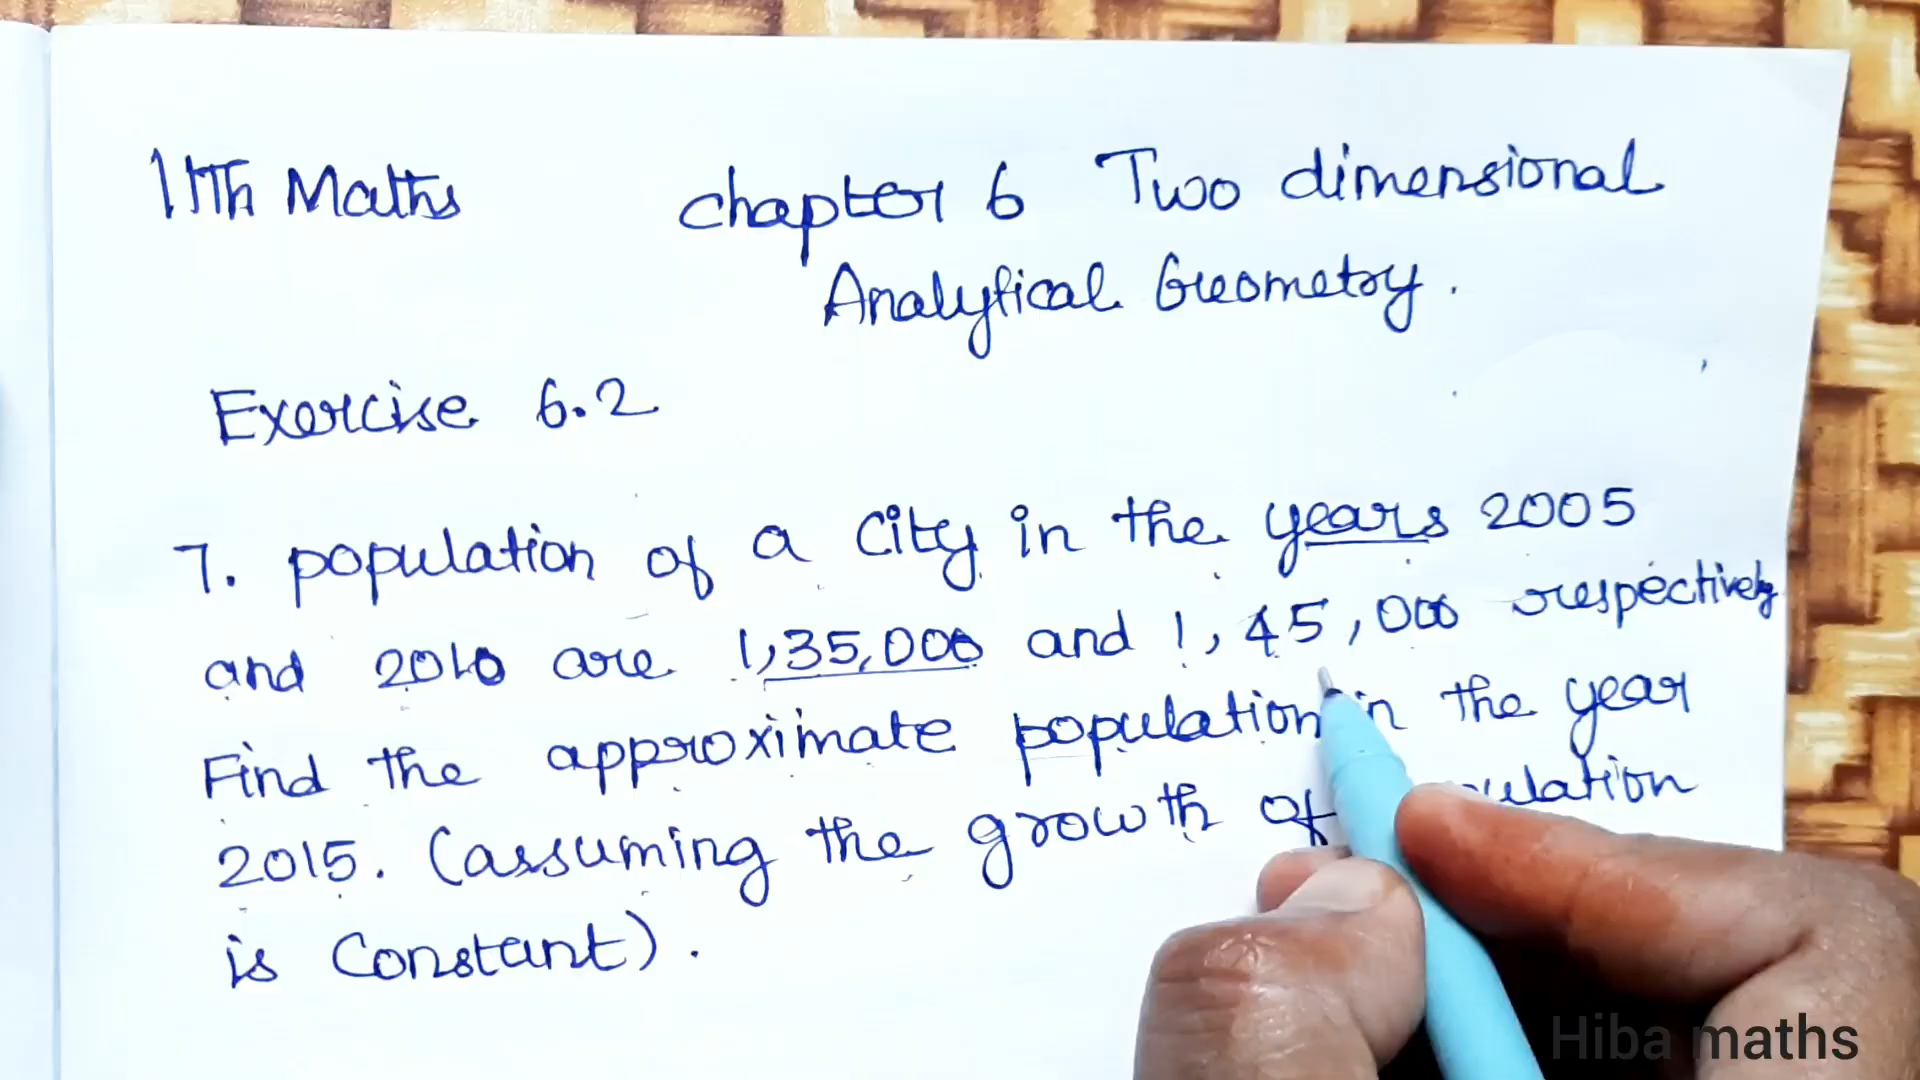 11Th Maths chapter 6 Two dimensional
Analytical Geometry.
Exercise 6.2
7. population of a City in the years 2005
and 2010 are 1,35,000 and 1,45,000 respectively
Find the approximate population in the year
2015. (assuming the growth of
is Constant).
Hiba maths